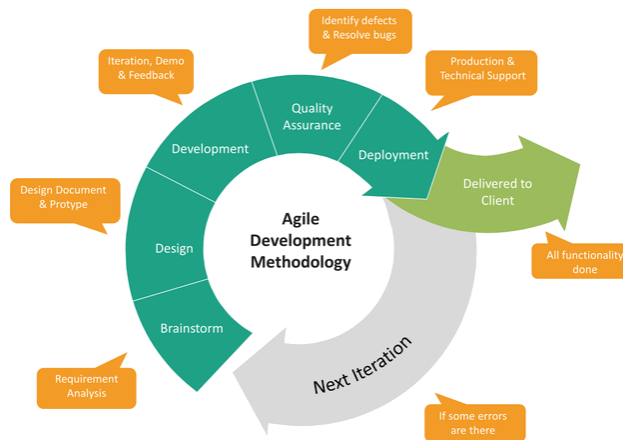 Identify defects
& Resolve bugs
Iteration, Demo
& Feedback
Production &
Technical Support
Quality
Assurance
Development
Deployment
Delivered to
Client
Design Document
& Protype
Agile
Development
Methodology
Design
All functionality
done
Brainstorm
Next Iteration
Requirement
Analysis
If some errors
are there